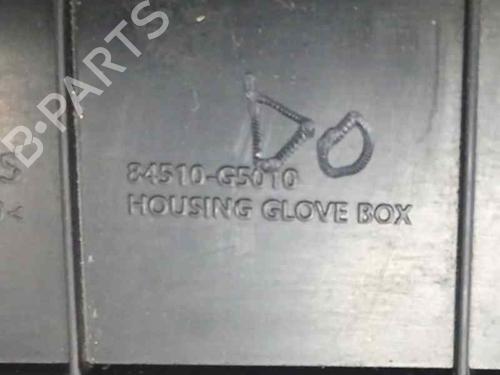 B-PARTS
DO
84510-G5010
HOUSING GLOVE BOX